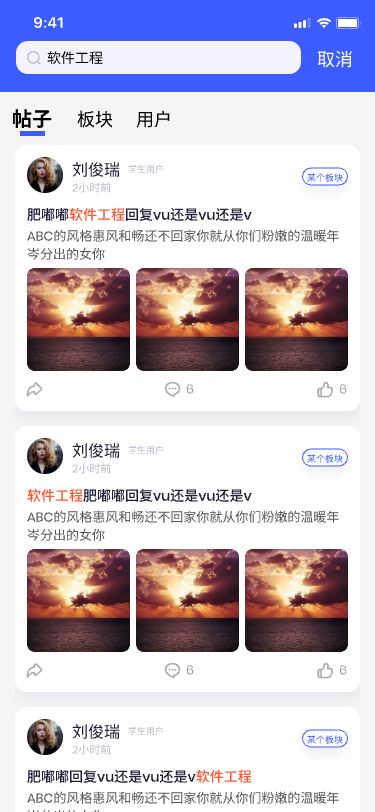 9:41
软件工程 取消
帖子 板块 用户
刘俊瑞 学生用户
2小时前
某个板块
肥嘟嘟软件工程回复vu还是vu还是v
ABC的风格惠风和畅还不回家你就从你们粉嫩的温暖年
岑分出的女你
6 6
刘俊瑞 学生用户
2小时前
某个板块
软件工程肥嘟嘟回复vu还是vu还是v
ABC的风格惠风和畅还不回家你就从你们粉嫩的温暖年
岑分出的女你
6 6
刘俊瑞 学生用户
2小时前
某个板块
肥嘟嘟回复vu还是vu还是v软件工程
ABC的风格惠风和畅还不回家你就从你们粉嫩的温暖年